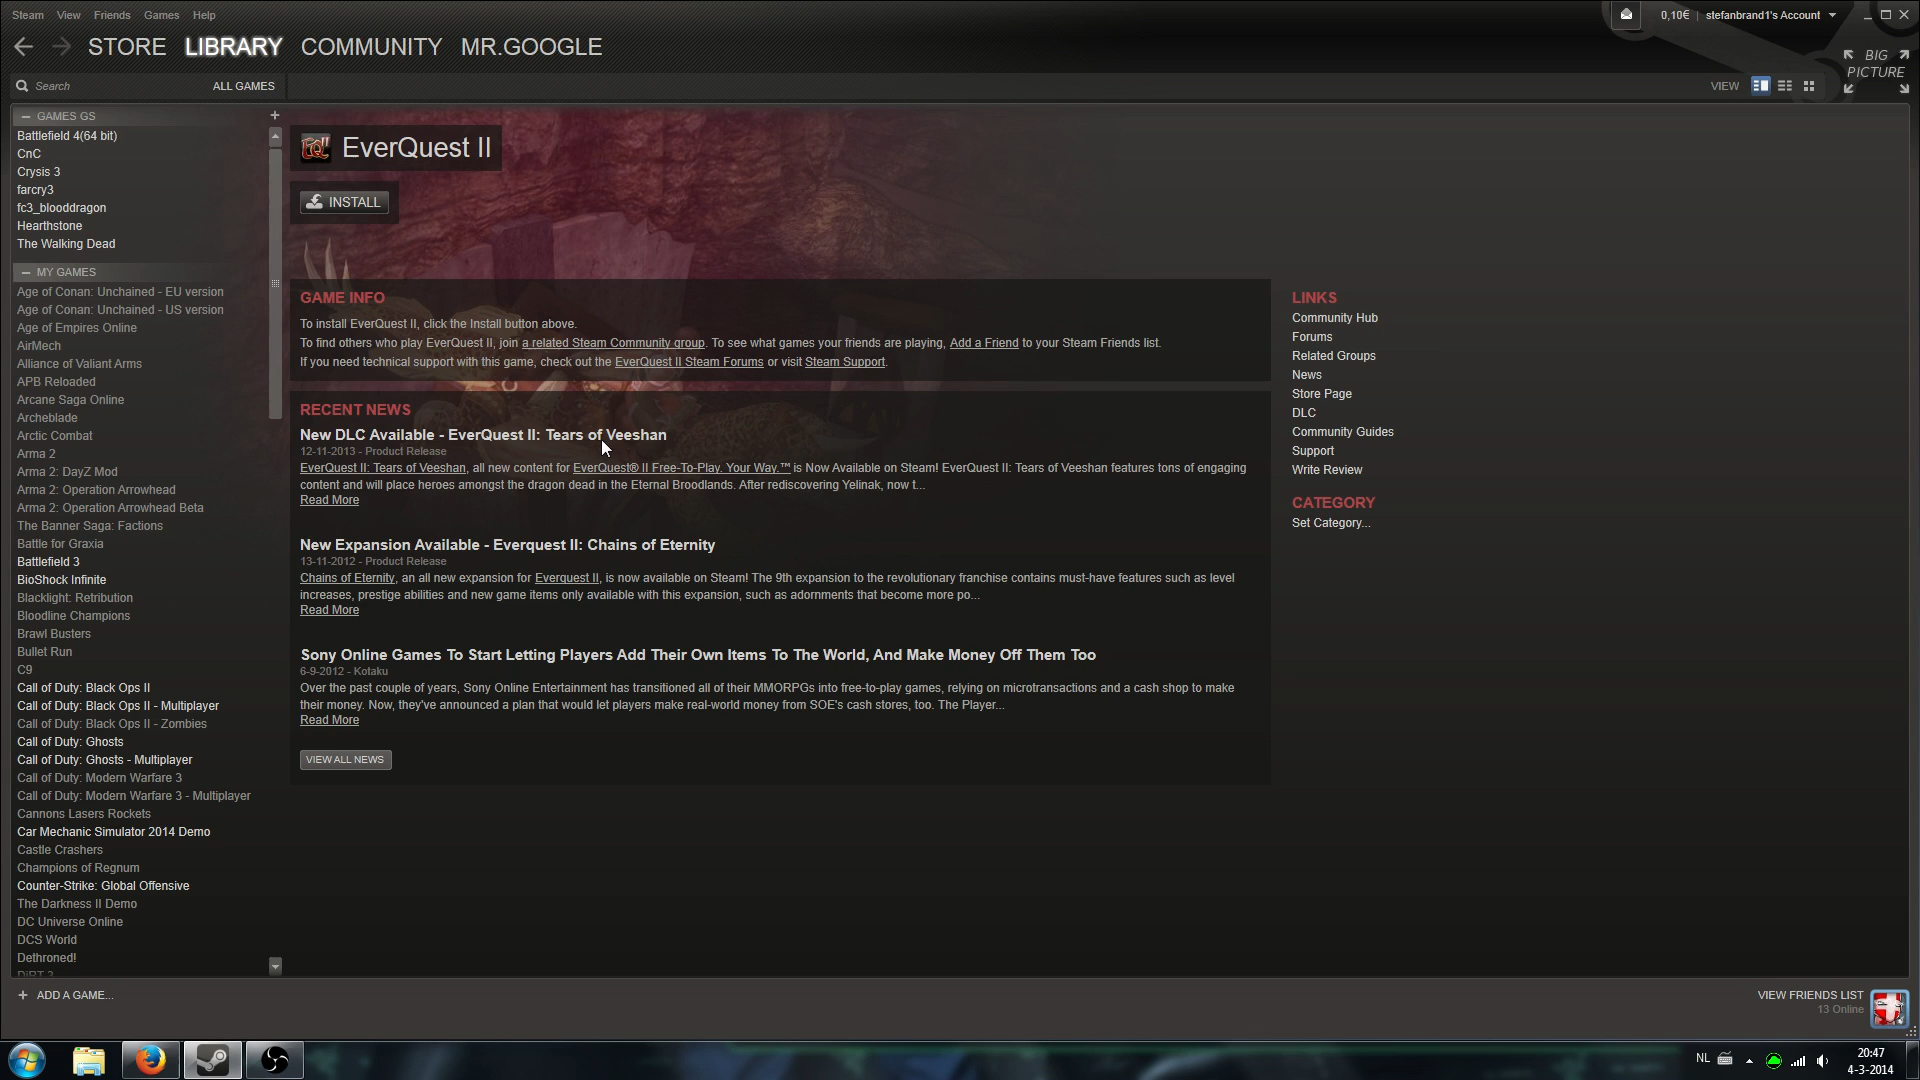 Steam View Friends Games Help
0,10€ stefanbrand1's Account
STORE LIBRARY COMMUNITY MR.GOOGLE
BIG PICTURE
Search ALL GAMES
VIEW
GAMES GS
Battlefield 4(64 bit)
CnC
Crysis 3
farcry3
fc3_blooddragon
Hearthstone
The Walking Dead
MY GAMES
Age of Conan: Unchained - EU version
Age of Conan: Unchained - US version
Age of Empires Online
AirMech
Alliance of Valiant Arms
APB Reloaded
Arcane Saga Online
Archeblade
Arctic Combat
Arma 2
Arma 2: DayZ Mod
Arma 2: Operation Arrowhead
Arma 2: Operation Arrowhead Beta
The Banner Saga: Factions
Battle for Graxia
Battlefield 3
BioShock Infinite
Blacklight: Retribution
Bloodline Champions
Brawl Busters
Bullet Run
C9
Call of Duty: Black Ops II
Call of Duty: Black Ops II - Multiplayer
Call of Duty: Black Ops II - Zombies
Call of Duty: Ghosts
Call of Duty: Ghosts - Multiplayer
Call of Duty: Modern Warfare 3
Call of Duty: Modern Warfare 3 - Multiplayer
Cannons Lasers Rockets
Car Mechanic Simulator 2014 Demo
Castle Crashers
Champions of Regnum
Counter-Strike: Global Offensive
The Darkness II Demo
DC Universe Online
DCS World
Dethroned!
DiRT 3
EQII EverQuest II
INSTALL
GAME INFO
To install EverQuest II, click the Install button above.
To find others who play EverQuest II, join a related Steam Community group. To see what games your friends are playing, Add a Friend to your Steam Friends list.
If you need technical support with this game, check out the EverQuest II Steam Forums or visit Steam Support.
RECENT NEWS
New DLC Available - EverQuest II: Tears of Veeshan
12-11-2013 - Product Release
EverQuest II: Tears of Veeshan, all new content for EverQuest® II Free-To-Play. Your Way.™ is Now Available on Steam! EverQuest II: Tears of Veeshan features tons of engaging
content and will place heroes amongst the dragon dead in the Eternal Broodlands. After rediscovering Yelinak, now t...
Read More
New Expansion Available - Everquest II: Chains of Eternity
13-11-2012 - Product Release
Chains of Eternity, an all new expansion for Everquest II, is now available on Steam! The 9th expansion to the revolutionary franchise contains must-have features such as level
increases, prestige abilities and new game items only available with this expansion, such as adornments that become more po...
Read More
Sony Online Games To Start Letting Players Add Their Own Items To The World, And Make Money Off Them Too
6-9-2012 - Kotaku
Over the past couple of years, Sony Online Entertainment has transitioned all of their MMORPGs into free-to-play games, relying on microtransactions and a cash shop to make
their money. Now, they've announced a plan that would let players make real-world money from SOE's cash stores, too. The Player...
Read More
VIEW ALL NEWS
LINKS
Community Hub
Forums
Related Groups
News
Store Page
DLC
Community Guides
Support
Write Review
CATEGORY
Set Category...
+ ADD A GAME...
VIEW FRIENDS LIST
13 Online
NL
20:47
4-3-2014